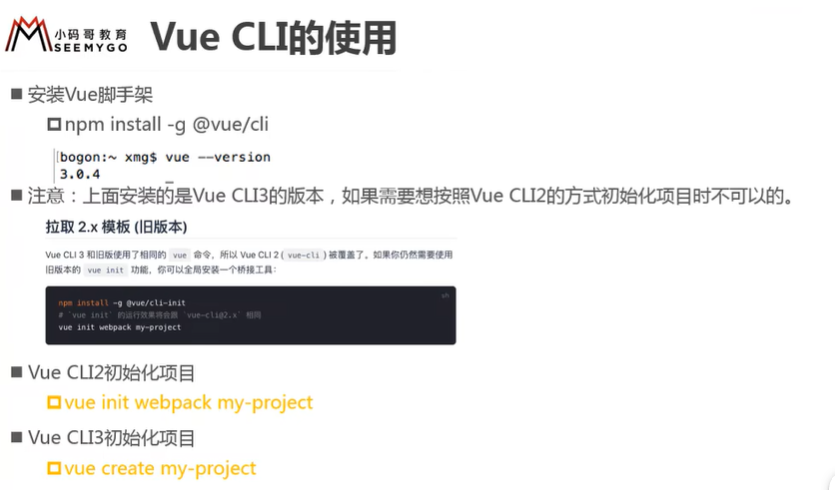 小码哥教育
SEEMYGO
Vue CLI的使用
安装Vue脚手架
npm install -g @vue/cli
bogon:~ xmg$ vue --version
3.0.4
注意：上面安装的是Vue CLI3的版本，如果需要想按照Vue CLI2的方式初始化项目时不可以的。
拉取 2.x 模板 (旧版本)
Vue CLI 3 和旧版使用了相同的 vue 命令，所以 Vue CLI 2 ( vue-cli ) 被覆盖了。如果你仍然需要使用
旧版本的 vue init 功能，你可以全局安装一个桥接工具：
sh
npm install -g @vue/cli-init
# `vue init` 的运行效果将会跟 `vue-cli@2.x` 相同
vue init webpack my-project
Vue CLI2初始化项目
vue init webpack my-project
Vue CLI3初始化项目
vue create my-project